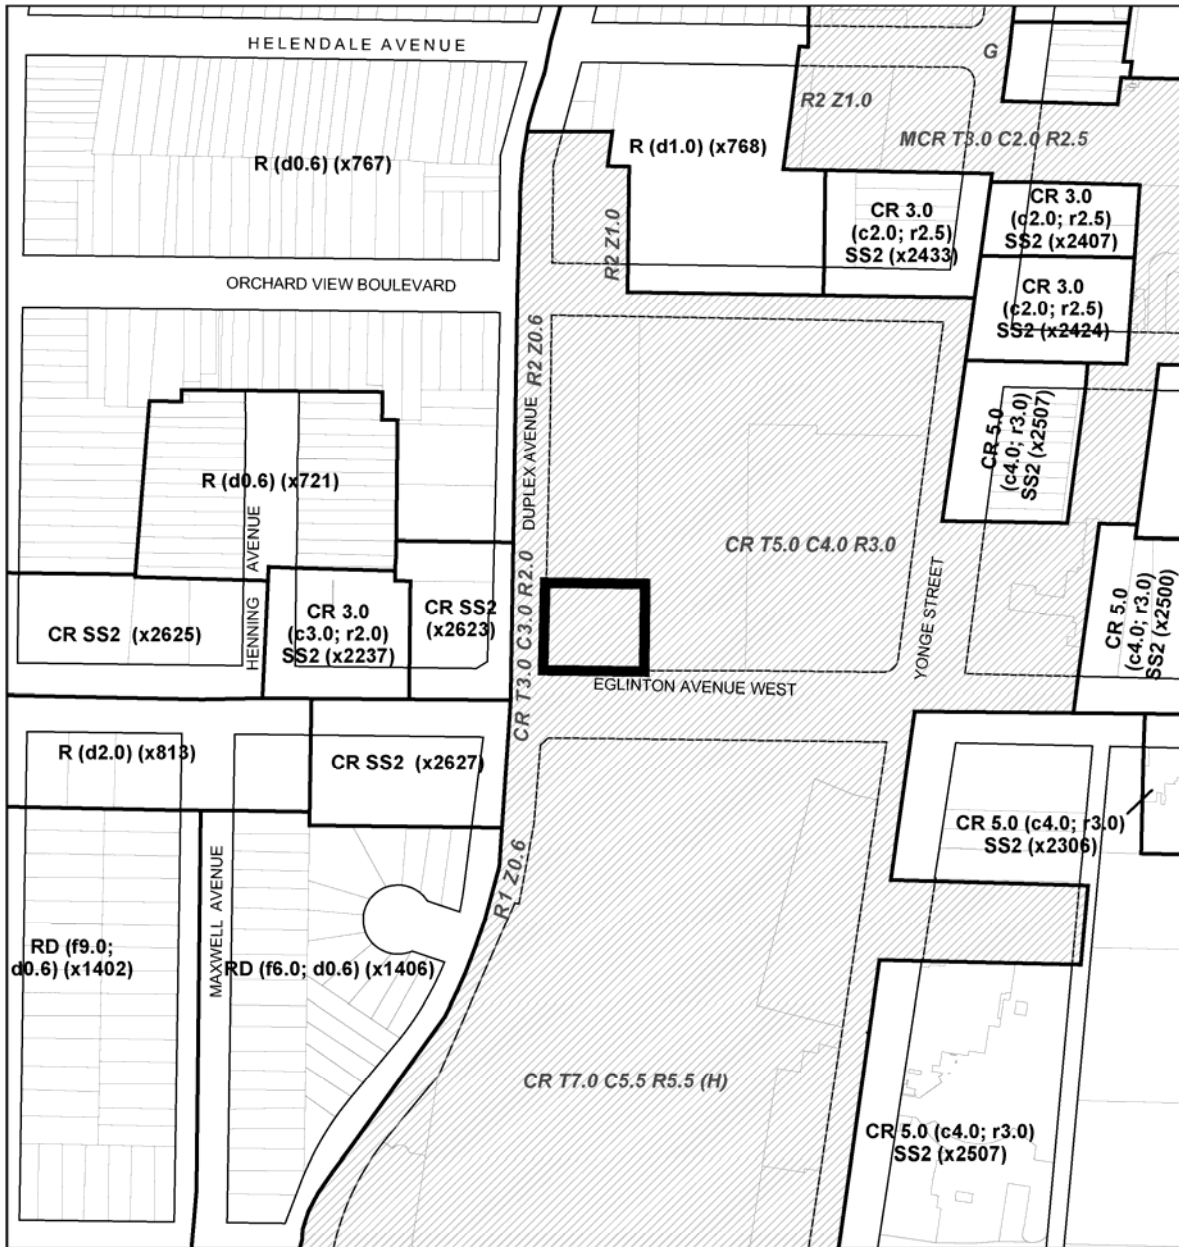 HELENDALE AVENUE
G
R2 Z1.0
MCR T3.0 C2.0 R2.5
R (d0.6) (x767)
R (d1.0) (x768)
CR 3.0
(c2.0; r2.5)
SS2 (x2433)
CR 3.0
(c2.0; r2.5)
SS2 (x2407)
R2 Z1.0
ORCHARD VIEW BOULEVARD
CR 3.0
(c2.0; r2.5)
SS2 (x2424)
R2 Z0.6
DUPLEX AVENUE
CR 5.0
(c4.0; r3.0)
SS2 (x2507)
R (d0.6) (x721)
HENNING AVENUE
CR T5.0 C4.0 R3.0
CR T3.0 C3.0 R2.0
YONGE STREET
CR 5.0
(c4.0; r3.0)
SS2 (x2500)
CR SS2 (x2625)
CR 3.0
(c3.0; r2.0)
SS2 (x2237)
CR SS2
(x2623)
EGLINTON AVENUE WEST
R (d2.0) (x813)
CR SS2 (x2627)
CR 5.0 (c4.0; r3.0)
SS2 (x2306)
R1 Z0.6
MAXWELL AVENUE
RD (f9.0;
d0.6) (x1402)
RD (f6.0; d0.6) (x1406)
CR T7.0 C5.5 R5.5 (H)
CR 5.0 (c4.0; r3.0)
SS2 (x2507)